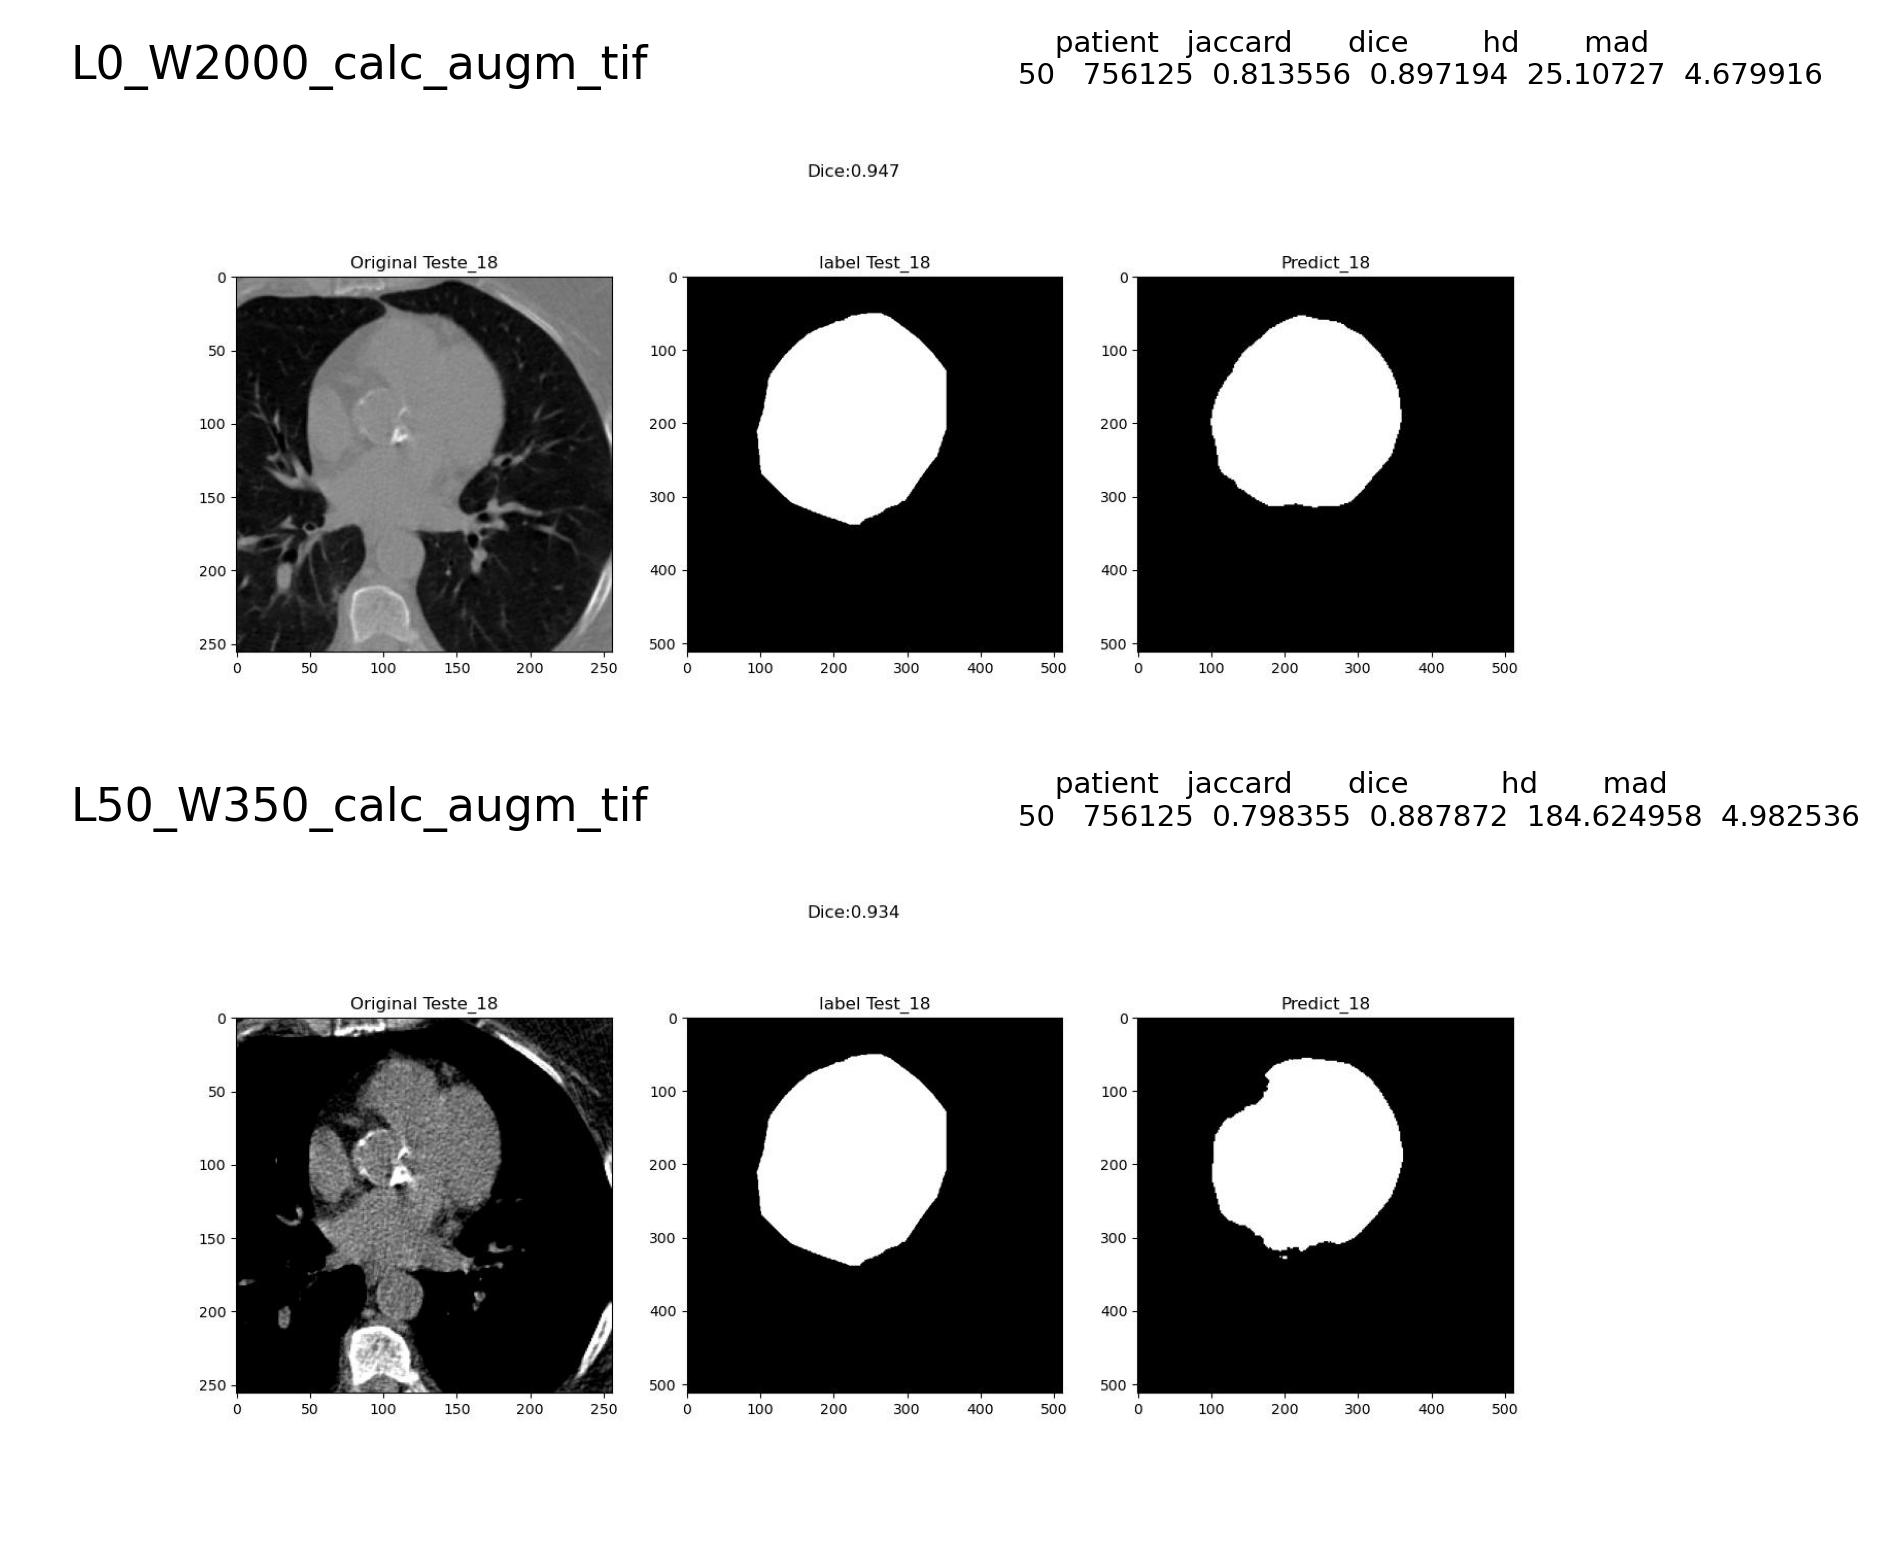 L0_W2000_calc_augm_tif
patient jaccard dice hd mad
50 756125 0.813556 0.897194 25.10727 4.679916
Dice:0.947
Original Teste_18
label Test_18
Predict_18
0
50
100
150
200
250
0 50 100 150 200 250
0
100
200
300
400
500
0 100 200 300 400 500
0
100
200
300
400
500
0 100 200 300 400 500
L50_W350_calc_augm_tif
patient jaccard dice hd mad
50 756125 0.798355 0.887872 184.624958 4.982536
Dice:0.934
Original Teste_18
label Test_18
Predict_18
0
50
100
150
200
250
0 50 100 150 200 250
0
100
200
300
400
500
0 100 200 300 400 500
0
100
200
300
400
500
0 100 200 300 400 500